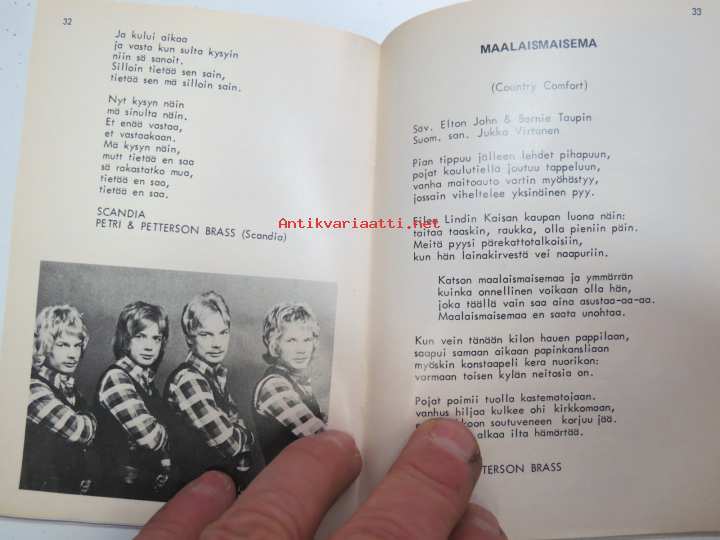 32
Ja kului aikaa
ja vasta kun sulta kysyin
niin sä sanoit.
Silloin tietää sen sain,
tietää sen mä silloin sain.
Nyt kysyn näin
mä sinulta näin.
Et enää vastaa,
et vastaakaan.
Mä kysyn näin,
mutt tietää en saa
sä rakastatko mua,
tietää en saa,
tietää en saa.
SCANDIA
PETRI & PETTERSON BRASS (Scandia)
33
MAALAISMAISEMA
(Country Comfort)
Sav. Elton John & Bernie Taupin
Suom. san. Jukka Virtanen
Pian tippuu jälleen lehdet pihapuun,
pojat koulutiellä joutuu tappeluun,
vanha maitoauto vartin myöhästyy,
jossain viheltelee yksinäinen pyy.
Eilen Lindin Kaisan kaupan luona näin:
taitaa taaskin, raukka, olla pieniin päin.
Meitä pyysi pärekattotalkoisiin,
kun hän lainakirvestä vei naapuriin.
Katson maalaismaisemaa ja ymmärrän
kuinka onnellinen voikaan olla hän,
joka täällä vain saa aina asustaa-aa-aa.
Maalaismaisemaa en saata unohtaa.
Kun vein tänään kilon hauen pappilaan,
saapui samaan aikaan papinkansliaan
myöskin konstaapeli kera nuorikon:
varmaan toisen kylän neitosia on.
Pojat poimii tuolla kastematojaan.
vanhus hiljaa kulkee ohi kirkkomaan,
soutuveneen korjuu jää.
alkaa ilta hämärtää.
TERSON BRASS
Antikvariaatti.net